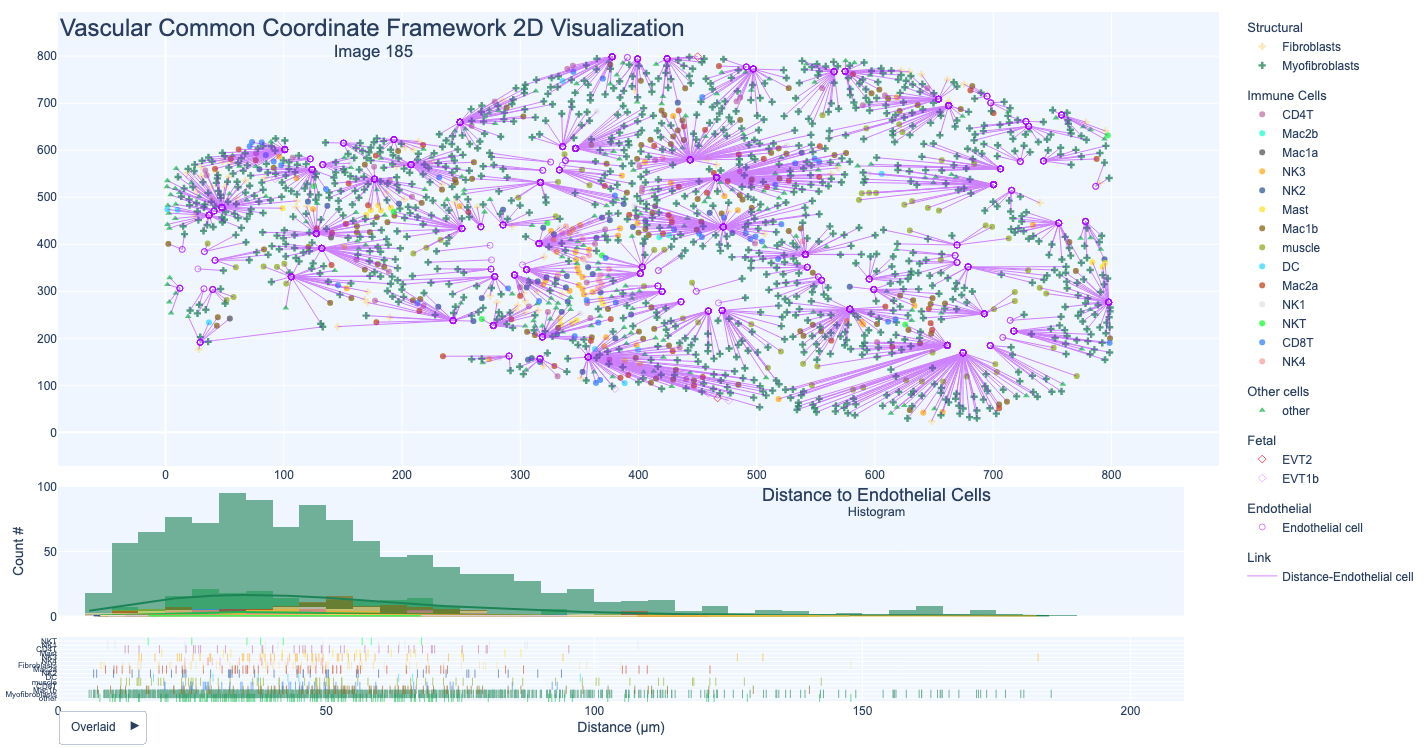 Vascular Common Coordinate Framework 2D Visualization
Image 185
800
700
600
500
400
300
200
100
0
0 100 200 300 400 500 600 700 800
Structural
Fibroblasts
Myofibroblasts
Immune Cells
CD4T
Mac2b
Mac1a
NK3
NK2
Mast
Mac1b
muscle
DC
Mac2a
NK1
NKT
CD8T
NK4
Other cells
other
Fetal
EVT2
EVT1b
Endothelial
Endothelial cell
Link
Distance-Endothelial cell
Distance to Endothelial Cells
Histogram
Count #
100
50
0
NKT
CD4T
Fibroblasts
DC
muscle
Myofibroblasts
other
0 50 100 150 200
Distance (μm)
Overlaid